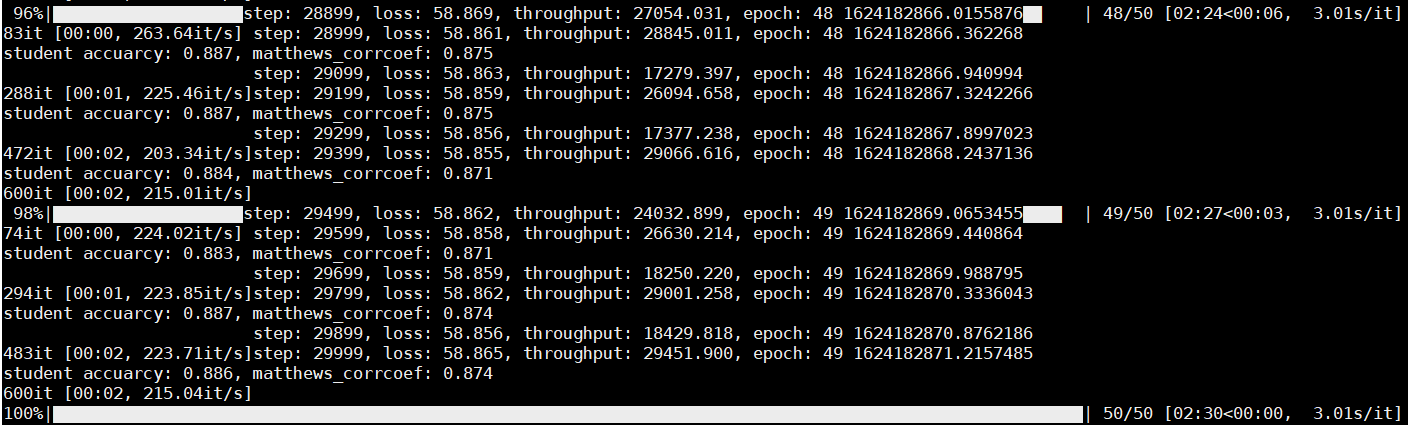 96%| step: 28899, loss: 58.869, throughput: 27054.031, epoch: 48 1624182866.0155876 | 48/50 [02:24<00:06, 3.01s/it]
83it [00:00, 263.64it/s] step: 28999, loss: 58.861, throughput: 28845.011, epoch: 48 1624182866.362268
student accuarcy: 0.887, matthews_corrcoef: 0.875
step: 29099, loss: 58.863, throughput: 17279.397, epoch: 48 1624182866.940994
288it [00:01, 225.46it/s]step: 29199, loss: 58.859, throughput: 26094.658, epoch: 48 1624182867.3242266
student accuarcy: 0.887, matthews_corrcoef: 0.875
step: 29299, loss: 58.856, throughput: 17377.238, epoch: 48 1624182867.8997023
472it [00:02, 203.34it/s]step: 29399, loss: 58.855, throughput: 29066.616, epoch: 48 1624182868.2437136
student accuarcy: 0.884, matthews_corrcoef: 0.871
600it [00:02, 215.01it/s]
98%| step: 29499, loss: 58.862, throughput: 24032.899, epoch: 49 1624182869.0653455 | 49/50 [02:27<00:03, 3.01s/it]
74it [00:00, 224.02it/s] step: 29599, loss: 58.858, throughput: 26630.214, epoch: 49 1624182869.440864
student accuarcy: 0.883, matthews_corrcoef: 0.871
step: 29699, loss: 58.859, throughput: 18250.220, epoch: 49 1624182869.988795
294it [00:01, 223.85it/s]step: 29799, loss: 58.862, throughput: 29001.258, epoch: 49 1624182870.3336043
student accuarcy: 0.887, matthews_corrcoef: 0.874
step: 29899, loss: 58.856, throughput: 18429.818, epoch: 49 1624182870.8762186
483it [00:02, 223.71it/s]step: 29999, loss: 58.865, throughput: 29451.900, epoch: 49 1624182871.2157485
student accuarcy: 0.886, matthews_corrcoef: 0.874
600it [00:02, 215.04it/s]
100%| | 50/50 [02:30<00:00, 3.01s/it]